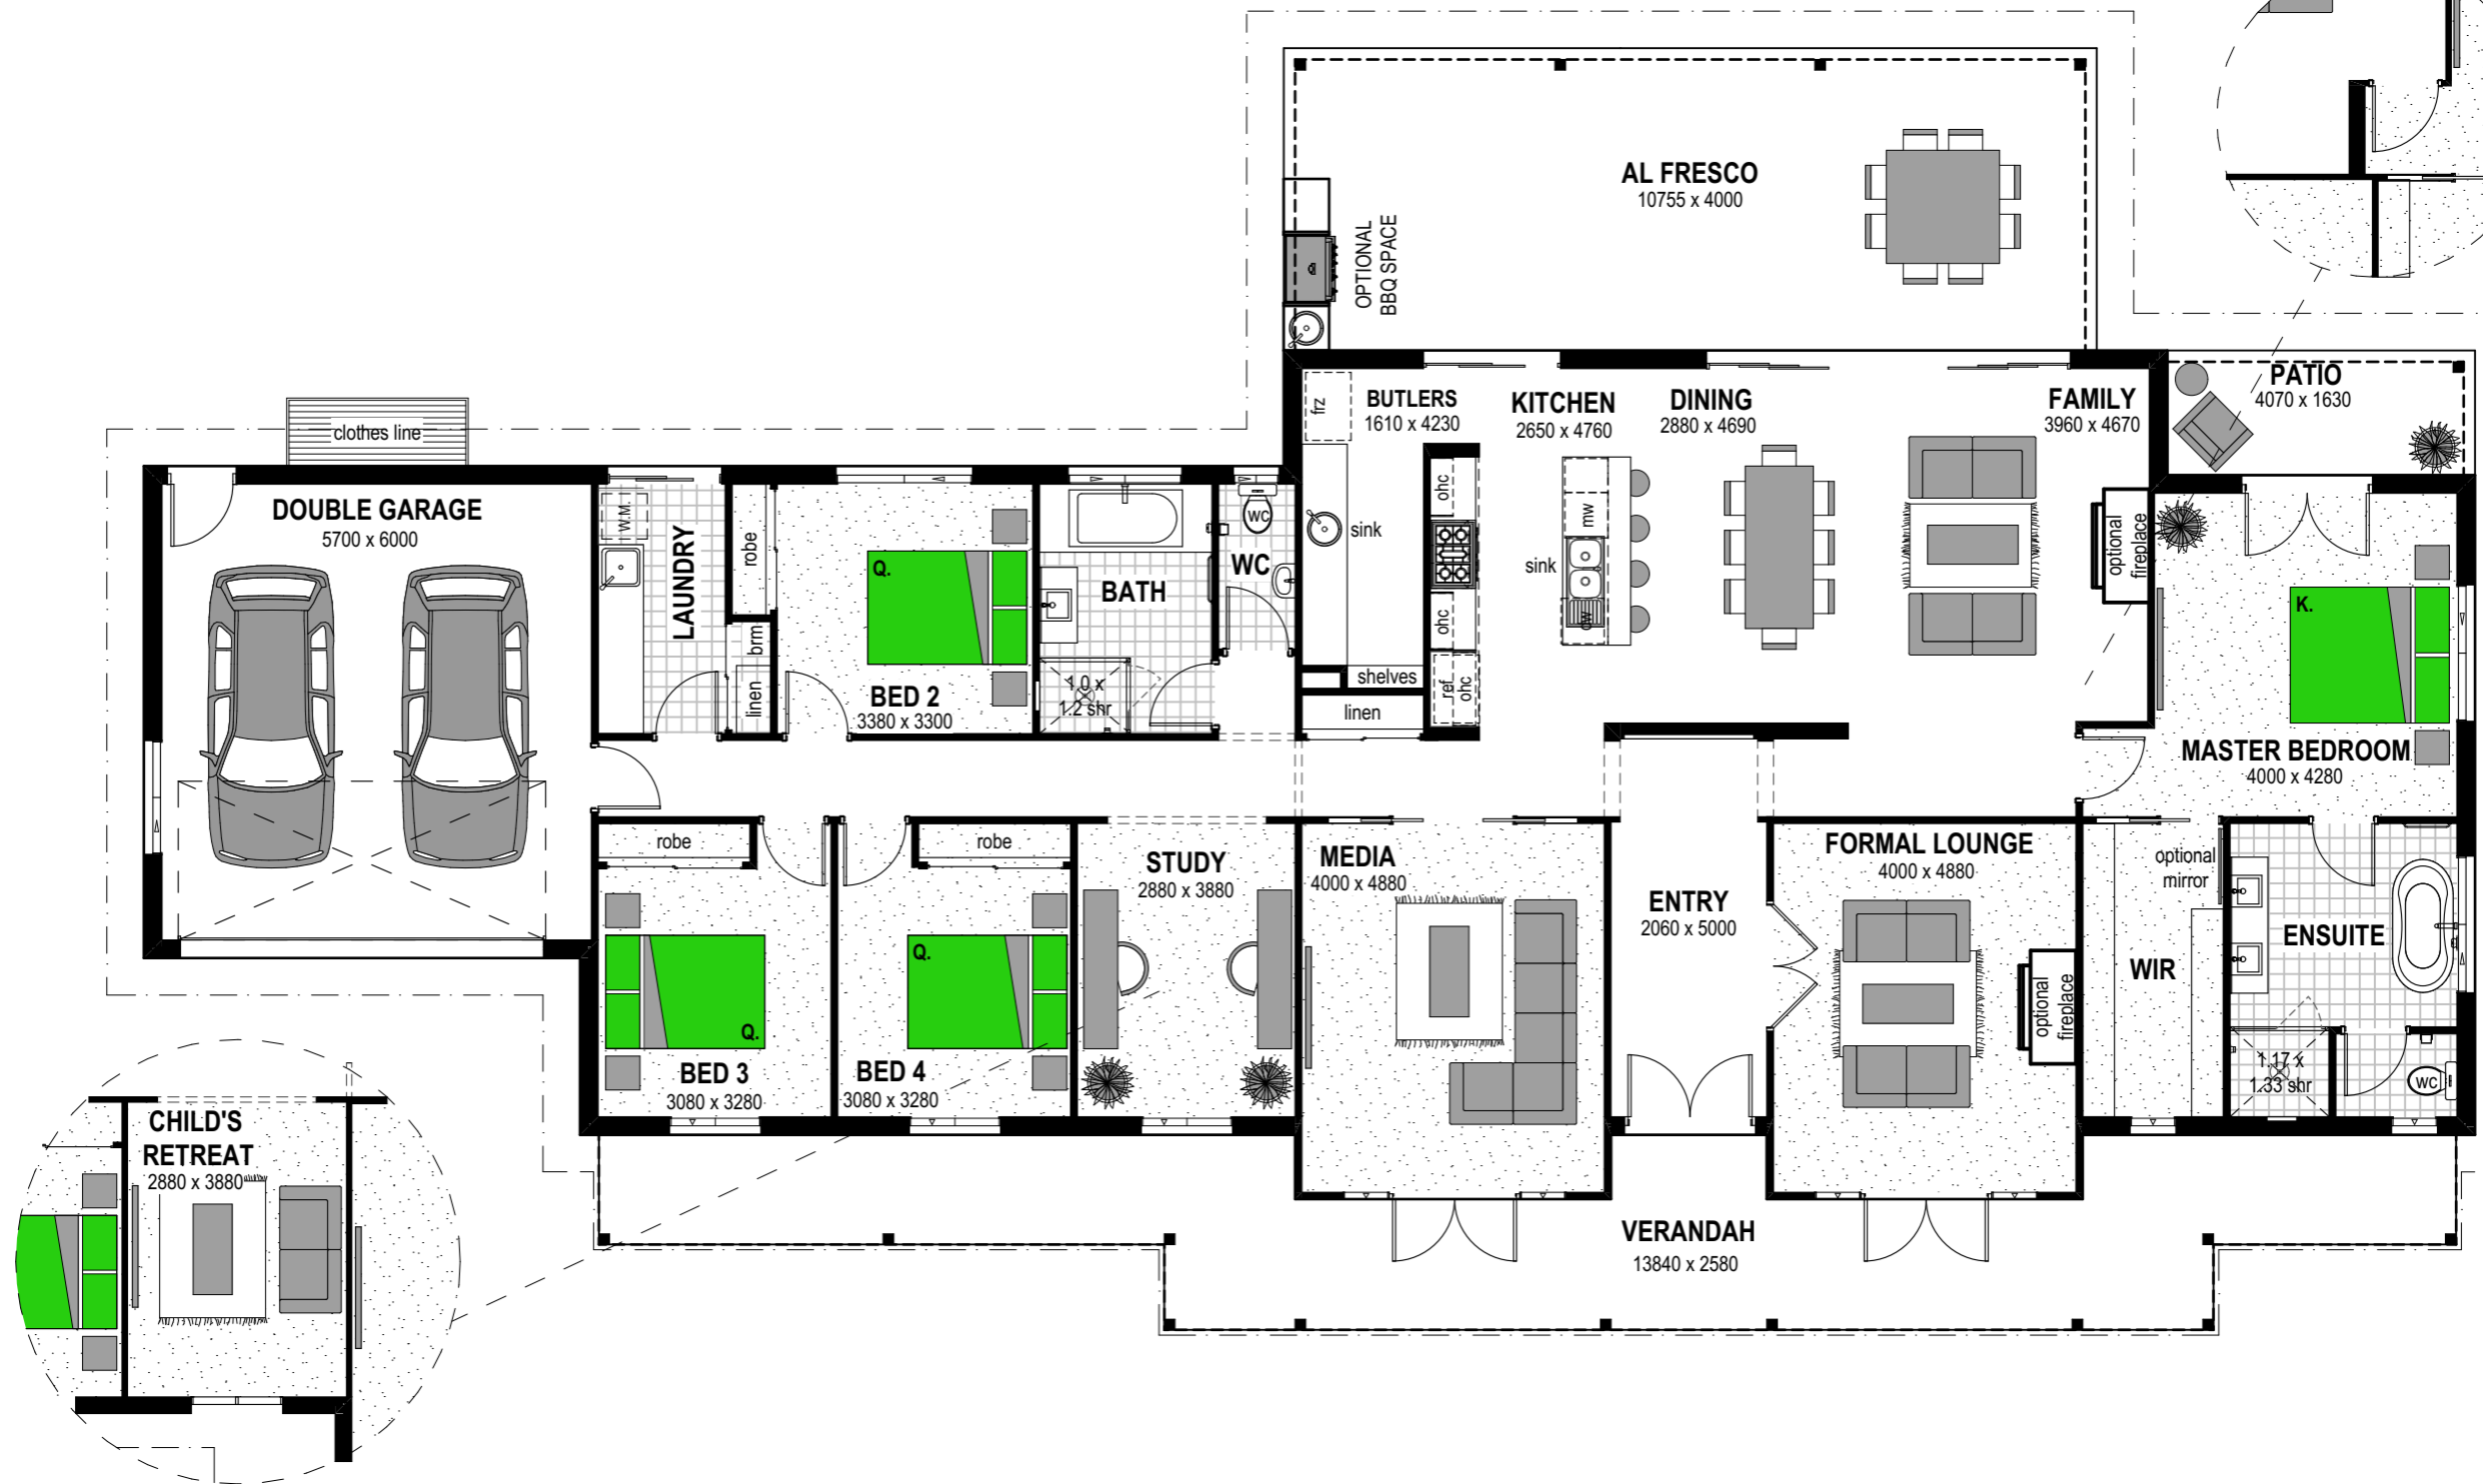 AL FRESCO
10755 x 4000
OPTIONAL
BBQ SPACE
clothes line
BUTLERS
1610 x 4230
KITCHEN
2650 x 4760
DINING
2880 x 4690
FAMILY
3960 x 4670
PATIO
4070 x 1630
frz
sink
shelves
linen
ohc
ohc
ref
ohc
sink
mw
dw
optional
fireplace
DOUBLE GARAGE
5700 x 6000
W.M.
LAUNDRY
robe
brm
linen
Q.
BED 2
3380 x 3300
BATH
1.0 x
1.2 shr
WC
WC
K.
MASTER BEDROOM
4000 x 4280
robe
robe
STUDY
2880 x 3880
MEDIA
4000 x 4880
ENTRY
2060 x 5000
FORMAL LOUNGE
4000 x 4880
optional
fireplace
optional
mirror
WIR
ENSUITE
1.17 x
1.33 shr
WC
Q.
BED 3
3080 x 3280
Q.
BED 4
3080 x 3280
CHILD'S
RETREAT
2880 x 3880
VERANDAH
13840 x 2580